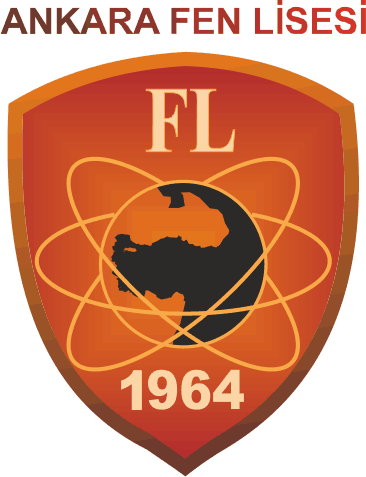 ANKARA FEN LİSESİ
FL
1964